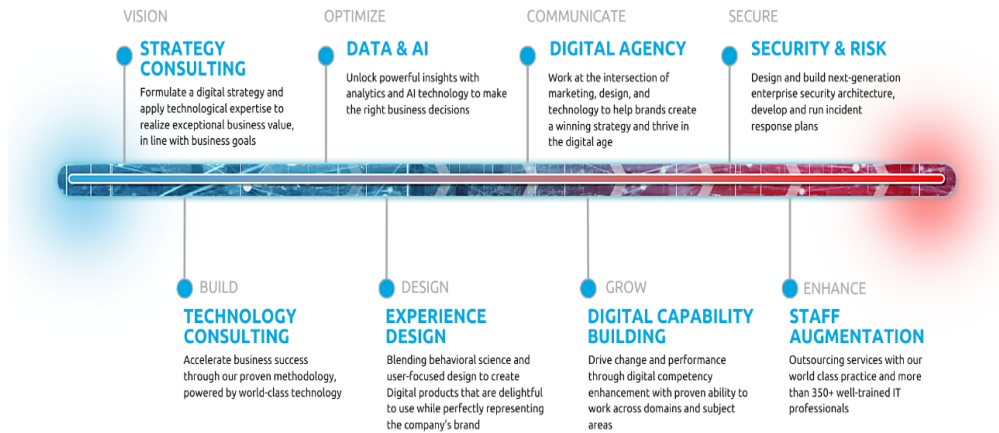 VISION
STRATEGY
CONSULTING
Formulate a digital strategy and
apply technological expertise to
realize exceptional business value,
in line with business goals
OPTIMIZE
DATA & AI
Unlock powerful insights with
analytics and AI technology to make
the right business decisions
COMMUNICATE
DIGITAL AGENCY
Work at the intersection of
marketing, design, and
technology to help brands create
a winning strategy and thrive in
the digital age
SECURE
SECURITY & RISK
Design and build next-generation
enterprise security architecture,
develop and run incident
response plans
BUILD
TECHNOLOGY
CONSULTING
Accelerate business success
through our proven methodology,
powered by world-class technology
DESIGN
EXPERIENCE
DESIGN
Blending behavioral science and
user-focused design to create
Digital products that are delightful
to use while perfectly representing
the company's brand
GROW
DIGITAL CAPABILITY
BUILDING
Drive change and performance
through digital competency
enhancement with proven ability to
work across domains and subject
areas
ENHANCE
STAFF
AUGMENTATION
Outsourcing services with our
world class practice and more
than 350+ well-trained IT
professionals